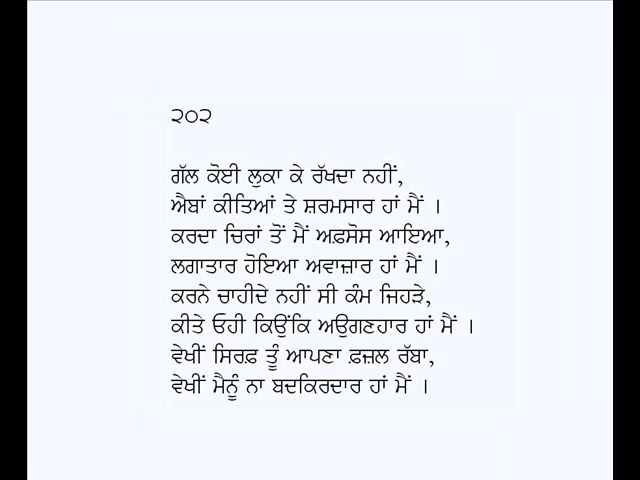 ੨੦੨
ਗੱਲ ਕੋਈ ਲੁਕਾ ਕੇ ਰੱਖਦਾ ਨਹੀਂ,
ਐਬਾਂ ਕੀਤਿਆਂ ਤੇ ਸ਼ਰਮਸਾਰ ਹਾਂ ਮੈਂ ।
ਕਰਦਾ ਚਿਰਾਂ ਤੋਂ ਮੈਂ ਅਫ਼ਸੋਸ ਆਇਆ,
ਲਗਾਤਾਰ ਹੋਇਆ ਅਵਾਜ਼ਾਰ ਹਾਂ ਮੈਂ ।
ਕਰਨੇ ਚਾਹੀਦੇ ਨਹੀਂ ਸੀ ਕੰਮ ਜਿਹੜੇ,
ਕੀਤੇ ਓਹੀ ਕਿਉਂਕਿ ਅਉਗਣਹਾਰ ਹਾਂ ਮੈਂ ।
ਵੇਖੀਂ ਸਿਰਫ਼ ਤੂੰ ਆਪਣਾ ਫ਼ਜ਼ਲ ਰੱਬਾ,
ਵੇਖੀਂ ਮੈਨੂੰ ਨਾ ਬਦਕਿਰਦਾਰ ਹਾਂ ਮੈਂ ।